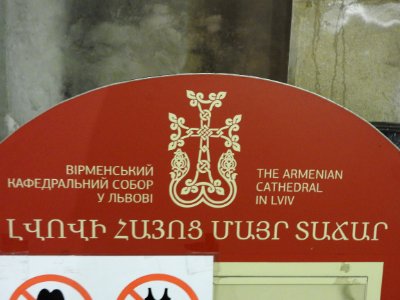 ВІРМЕНСЬКИЙ
КАФЕДРАЛЬНИЙ СОБОР
У ЛЬВОВІ
THE ARMENIAN
CATHEDRAL
IN LVIV
ԼՎՈՎԻ ՀԱՅՈՑ ՄԱՅՐ ՏԱՃԱՐ